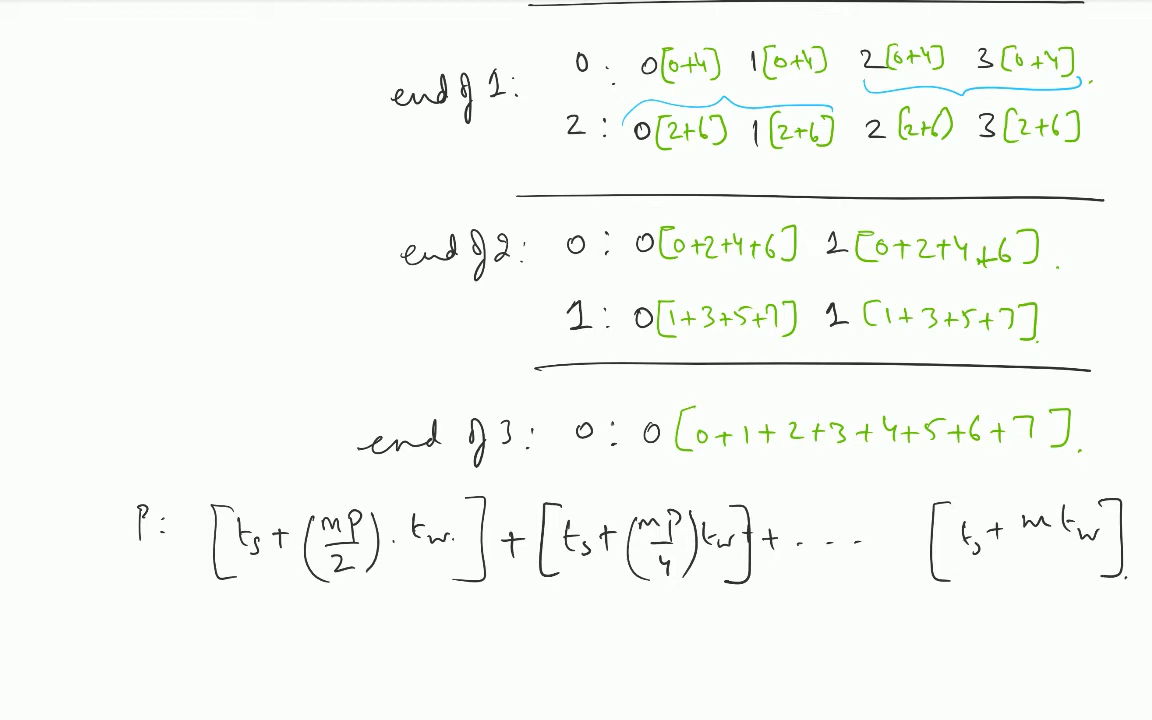 0 : 0[0+4] 1[0+4] 2[0+4] 3[0+4].
end of 1:
2 : 0[2+6] 1[2+6] 2[2+6) 3[2+6]
end of 2: 0 : 0[0+2+4+6] 1[0+2+4+6].
1 : 0[1+3+5+7] 1[1+3+5+7].
end of 3: 0 : 0[0+1+2+3+4+5+6+7].
P: [ts + (mP/2) . tw.] + [ts + (mP/4) tw] + . - - - [ts + m tw].